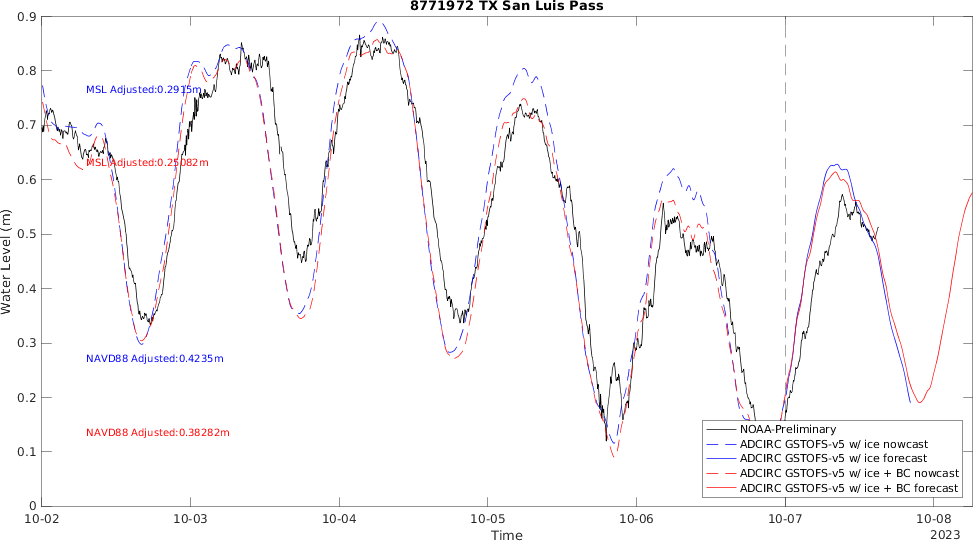 8771972 TX San Luis Pass
0.9
0.8
MSL Adjusted:0.2915m
0.7
MSL Adjusted:0.25082m
0.6
0.5
Water Level (m)
0.4
0.3
NAVD88 Adjusted:0.4235m
0.2
NAVD88 Adjusted:0.38282m
0.1
0
NOAA-Preliminary
ADCIRC GSTOFS-v5 w/ ice nowcast
ADCIRC GSTOFS-v5 w/ ice forecast
ADCIRC GSTOFS-v5 w/ ice + BC nowcast
ADCIRC GSTOFS-v5 w/ ice + BC forecast
10-02 10-03 10-04 10-05 10-06 10-07 10-08
Time
2023